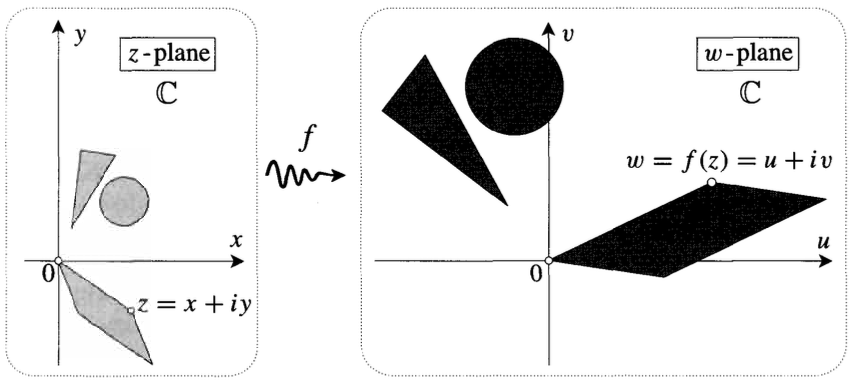 y
z-plane
ℂ
x
0
z = x + iy
f
v
w-plane
ℂ
w = f(z) = u + iv
u
0